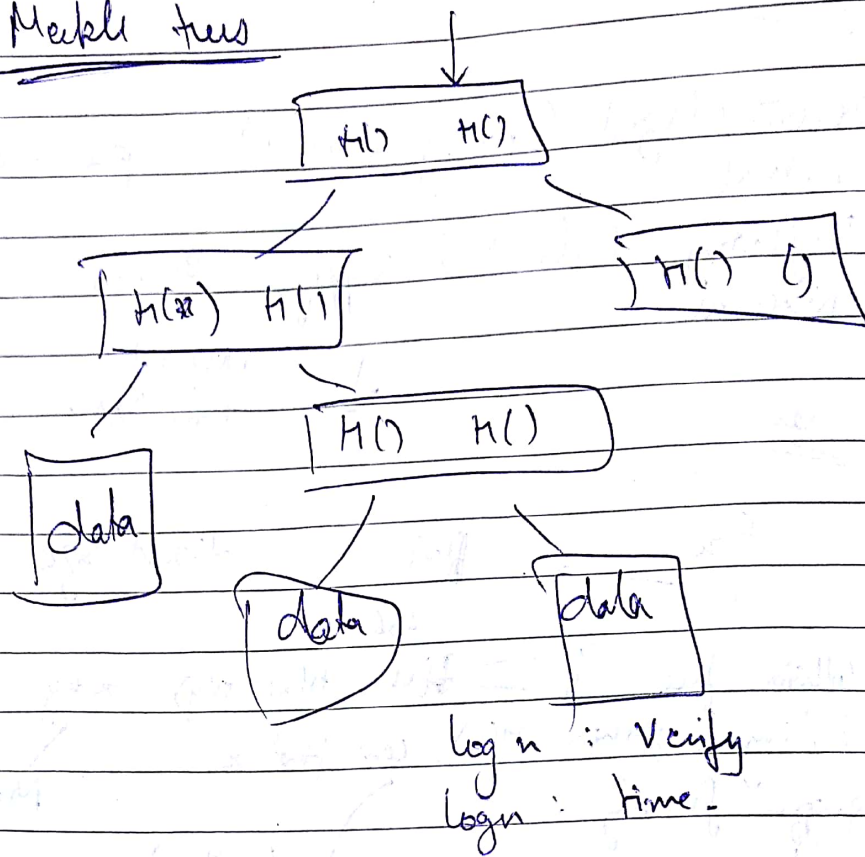 Merkle trees
H() H()
H(x) H()
H() ()
H() H()
data
data
data
log n : Verify
log n : time.